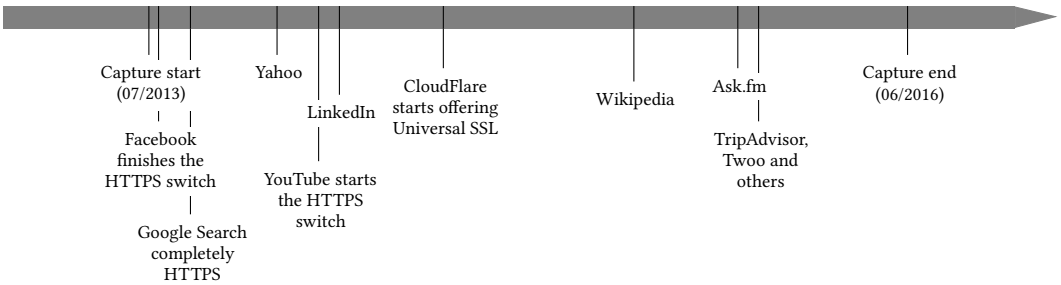 Capture start
(07/2013)
Facebook
finishes the
HTTPS switch
Google Search
completely
HTTPS
Yahoo
YouTube starts
the HTTPS
switch
LinkedIn
CloudFlare
starts offering
Universal SSL
Wikipedia
Ask.fm
TripAdvisor,
Twoo and
others
Capture end
(06/2016)